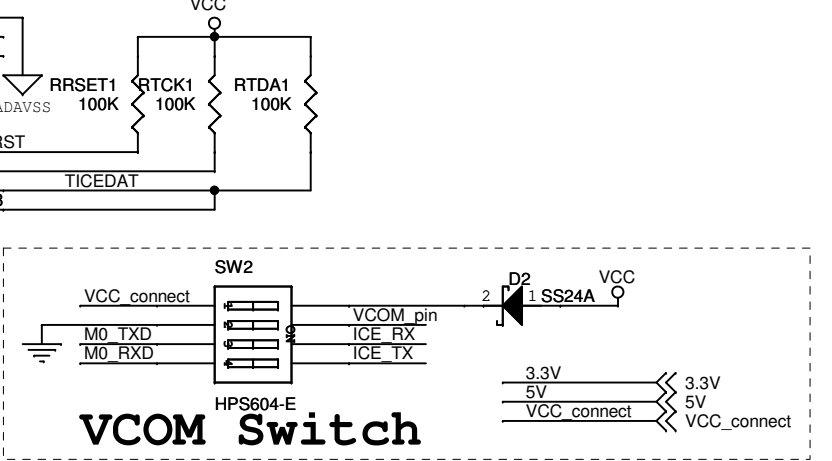 VCC
RRSET1 RTCK1 RTDA1
100K 100K 100K
ADAVSS
RST
TICEDAT
SW2
D2
VCC
VCC_connect
2 1 SS24A
VCOM_pin
M0_TXD ICE_RX
M0_RXD ICE_TX
ON
3.3V 3.3V
5V 5V
VCC_connect VCC_connect
HPS604-E
VCOM Switch